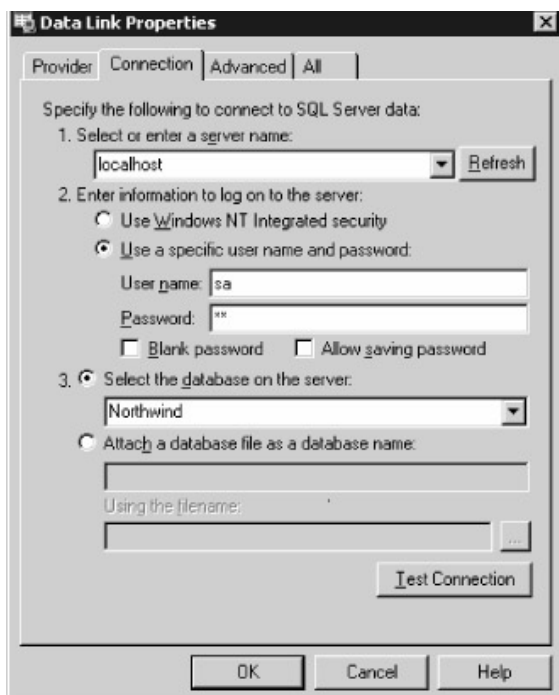 Data Link Properties
Provider Connection Advanced All
Specify the following to connect to SQL Server data:
1. Select or enter a server name:
localhost Refresh
2. Enter information to log on to the server:
Use Windows NT Integrated security
Use a specific user name and password:
User name: sa
Password: **
Blank password Allow saving password
3. Select the database on the server:
Northwind
Attach a database file as a database name:
Using the filename:
...
Test Connection
OK Cancel Help